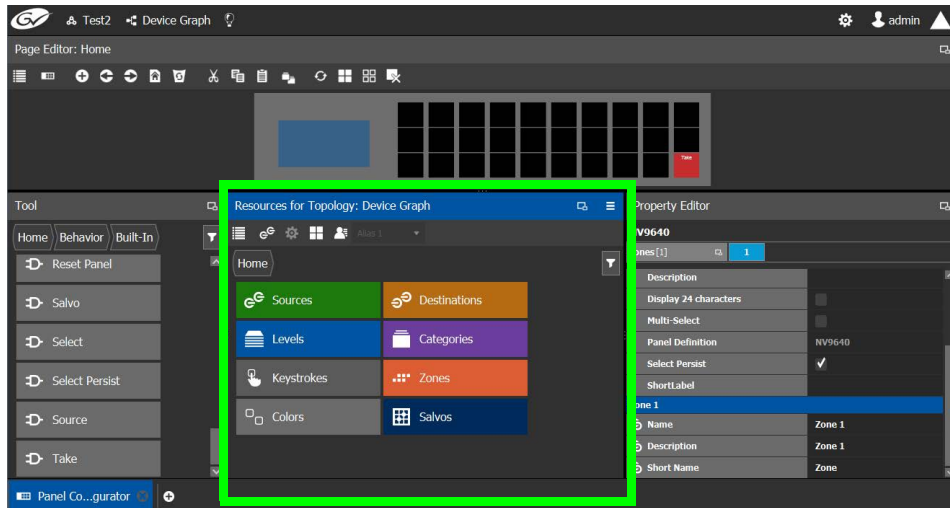 GV Test2 Device Graph admin
Page Editor: Home
Take
Tool
Home Behavior Built-In
Reset Panel
Salvo
Select
Select Persist
Source
Take
Resources for Topology: Device Graph
Alias 1
Home
Sources Destinations
Levels Categories
Keystrokes Zones
Colors Salvos
Property Editor
NV9640
ones[1] 1
Description
Display 24 characters
Multi-Select
Panel Definition NV9640
Select Persist
ShortLabel
one 1
Name Zone 1
Description Zone 1
Short Name Zone
Panel Co...gurator